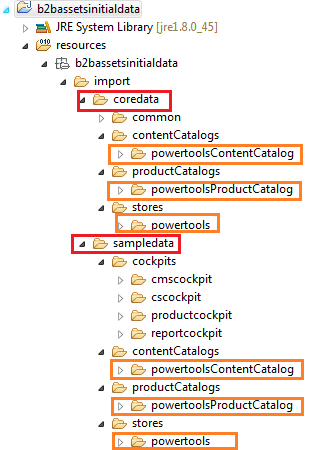 b2bassetsinitialdata
JRE System Library [jre1.8.0_45]
resources
b2bassetsinitialdata
import
coredata
common
contentCatalogs
powertoolsContentCatalog
productCatalogs
powertoolsProductCatalog
stores
powertools
sampledata
cockpits
cmscockpit
cscockpit
productcockpit
reportcockpit
contentCatalogs
powertoolsContentCatalog
productCatalogs
powertoolsProductCatalog
stores
powertools